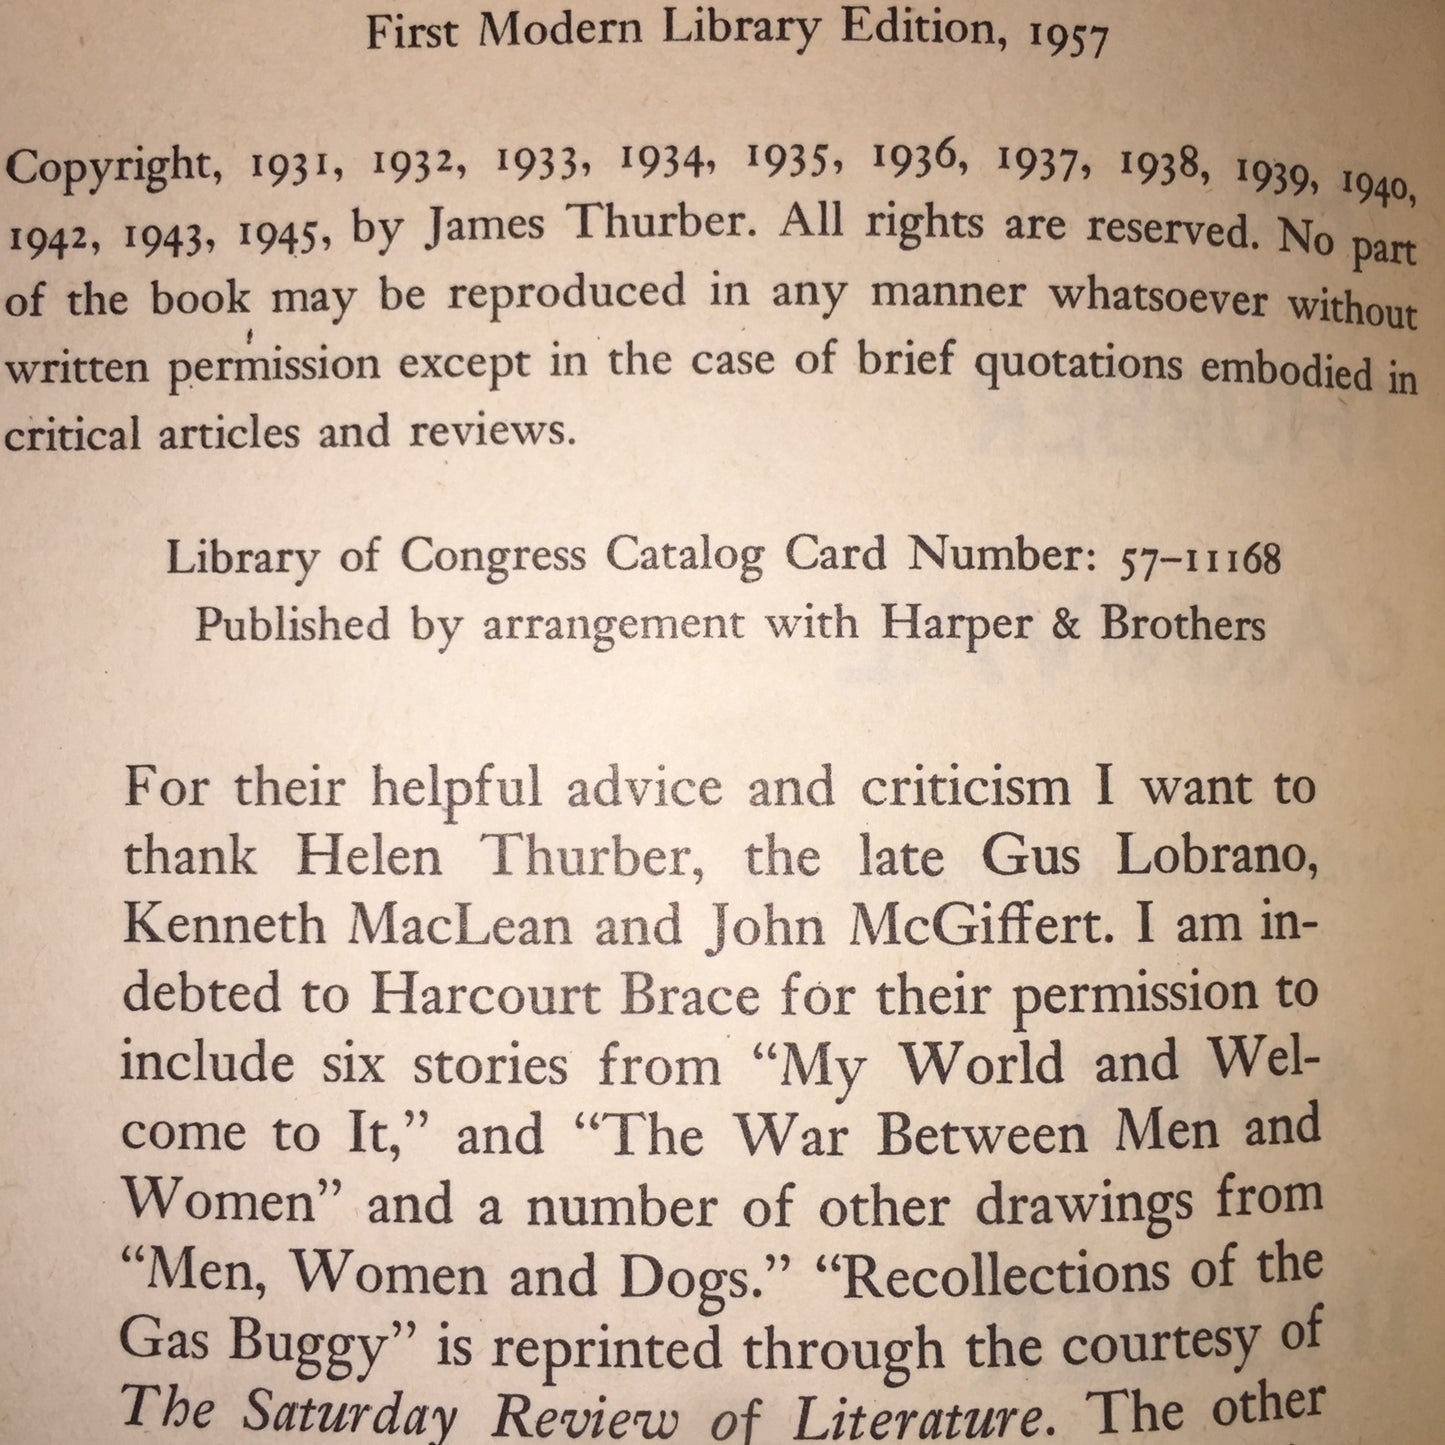 First Modern Library Edition, 1957
Copyright, 1931, 1932, 1933, 1934, 1935, 1936, 1937, 1938, 1939, 1940,
1942, 1943, 1945, by James Thurber. All rights are reserved. No part
of the book may be reproduced in any manner whatsoever without
written permission except in the case of brief quotations embodied in
critical articles and reviews.
Library of Congress Catalog Card Number: 57–11168
Published by arrangement with Harper & Brothers
For their helpful advice and criticism I want to
thank Helen Thurber, the late Gus Lobrano,
Kenneth MacLean and John McGiffert. I am in-
debted to Harcourt Brace for their permission to
include six stories from “My World and Wel-
come to It,” and “The War Between Men and
Women” and a number of other drawings from
“Men, Women and Dogs.” “Recollections of the
Gas Buggy” is reprinted through the courtesy of
The Saturday Review of Literature. The other